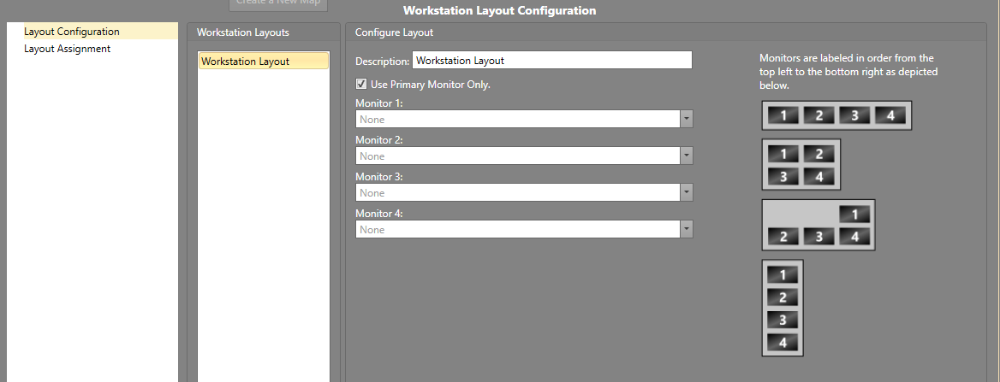 Create a New Map
Workstation Layout Configuration
Layout Configuration
Layout Assignment
Workstation Layouts
Workstation Layout
Configure Layout
Description: Workstation Layout
Use Primary Monitor Only.
Monitor 1:
None
Monitor 2:
None
Monitor 3:
None
Monitor 4:
None
Monitors are labeled in order from the
top left to the bottom right as depicted
below.
1 2 3 4
1 2
3 4
1
2 3 4
1
2
3
4